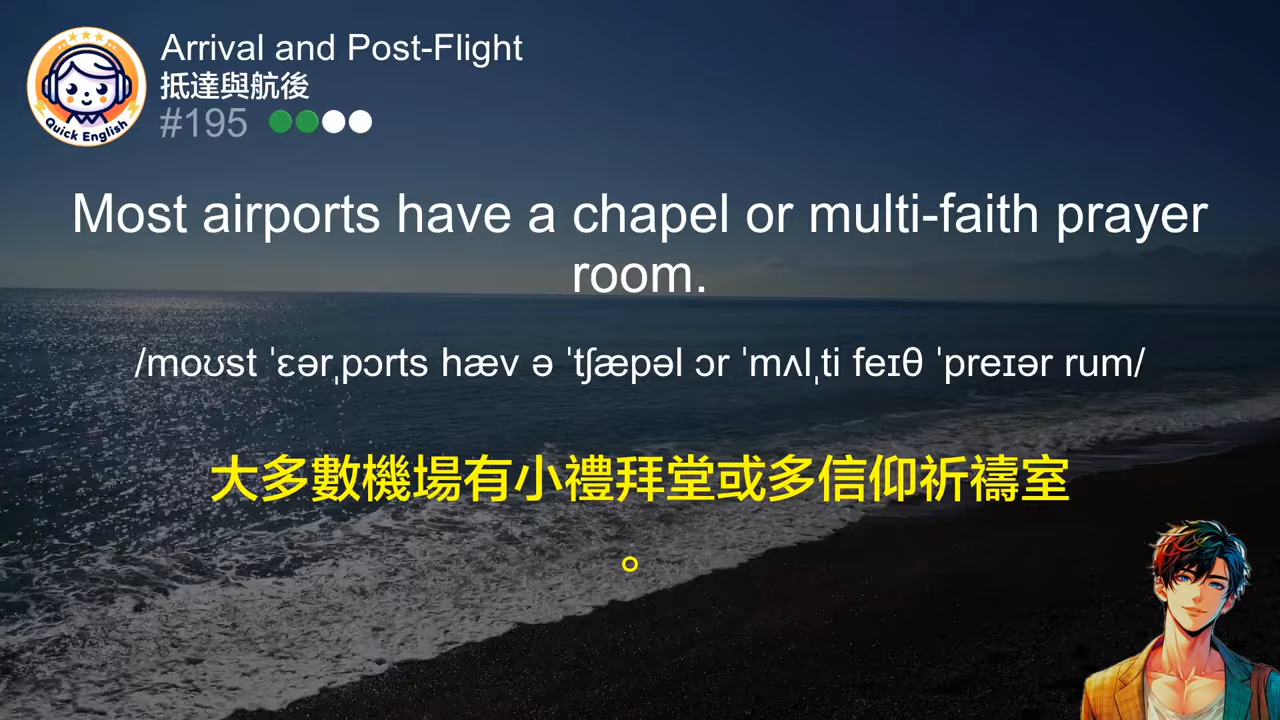 Quick English
Arrival and Post-Flight
抵達與航後
#195
Most airports have a chapel or multi-faith prayer
room.
/moʊst ˈɛərˌpɔrts hæv ə ˈtʃæpəl ɔr ˈmʌlˌti feɪθ ˈpreɪər rum/
大多數機場有小禮拜堂或多信仰祈禱室
。